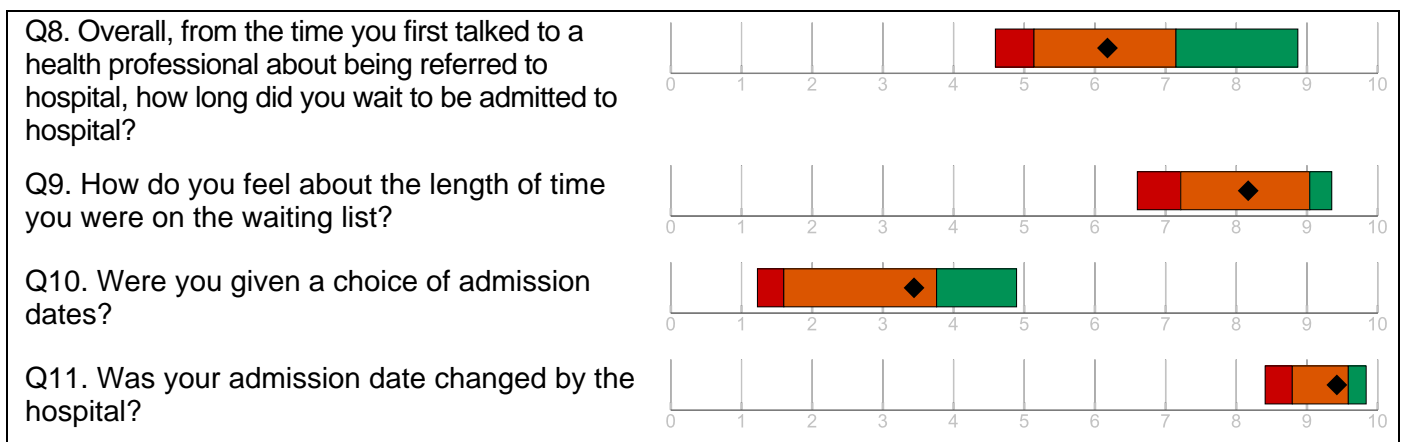 Q8. Overall, from the time you first talked to a
health professional about being referred to
hospital, how long did you wait to be admitted to
hospital?
0 1 2 3 4 5 6 7 8 9 10
Q9. How do you feel about the length of time
you were on the waiting list?
0 1 2 3 4 5 6 7 8 9 10
Q10. Were you given a choice of admission
dates?
0 1 2 3 4 5 6 7 8 9 10
Q11. Was your admission date changed by the
hospital?
0 1 2 3 4 5 6 7 8 9 10